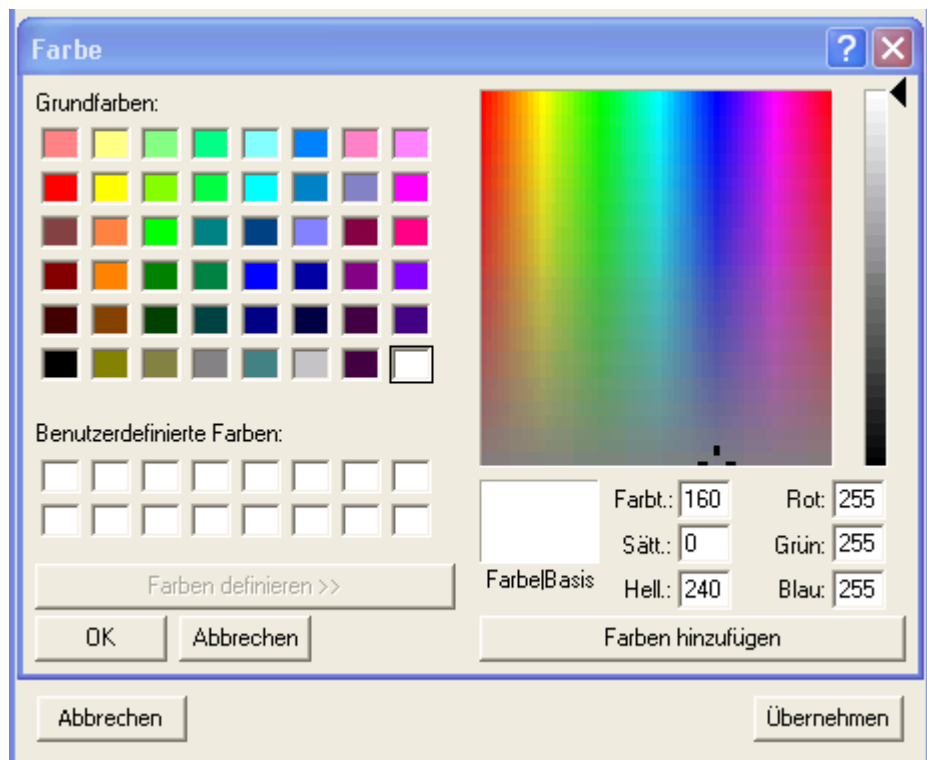 Farbe
Grundfarben:
Benutzerdefinierte Farben:
Farbt.: 160 Rot: 255
Sätt.: 0 Grün: 255
Farbe|Basis Hell.: 240 Blau: 255
Farben definieren >>
OK Abbrechen Farben hinzufügen
Abbrechen Übernehmen